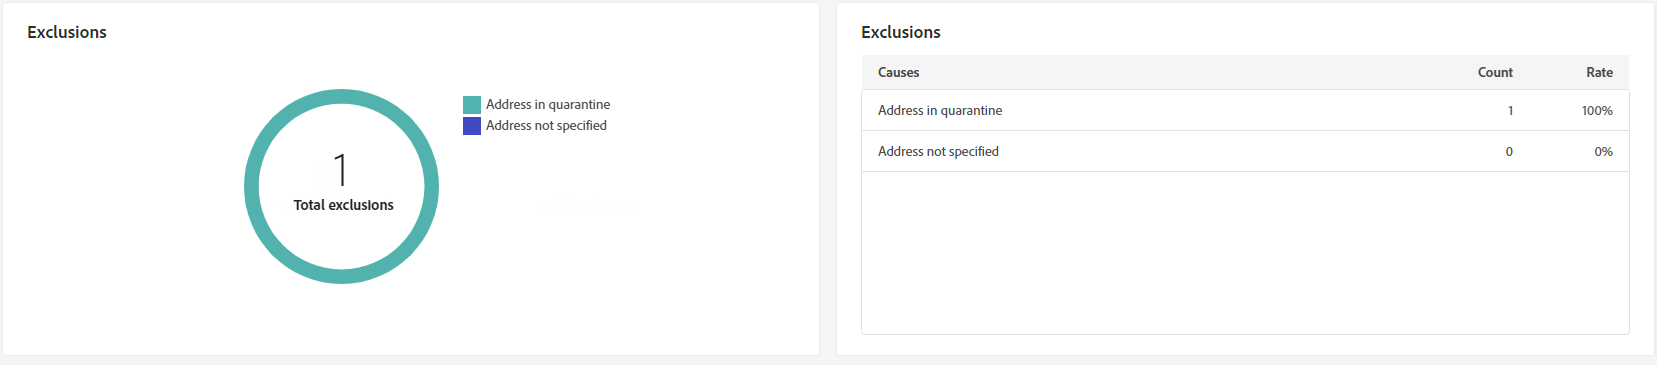 Exclusions
Address in quarantine
Address not specified
1
Total exclusions
Exclusions
Causes Count Rate
Address in quarantine 1 100%
Address not specified 0 0%